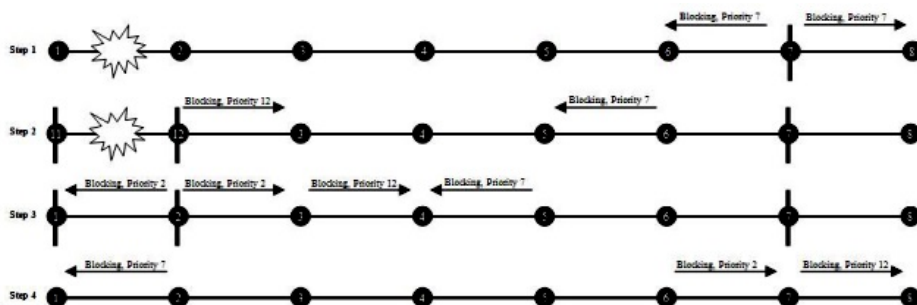 Blocking, Priority 7 Blocking, Priority 7
Step 1 1 2 3 4 5 6 7 8
Blocking, Priority 12 Blocking, Priority 7
Step 2 11 12 3 4 5 6 7 8
Blocking, Priority 2 Blocking, Priority 2 Blocking, Priority 12 Blocking, Priority 7
Step 3 1 2 3 4 5 6 7 8
Blocking, Priority 7 Blocking, Priority 2 Blocking, Priority 12
Step 4 1 2 3 4 5 6 7